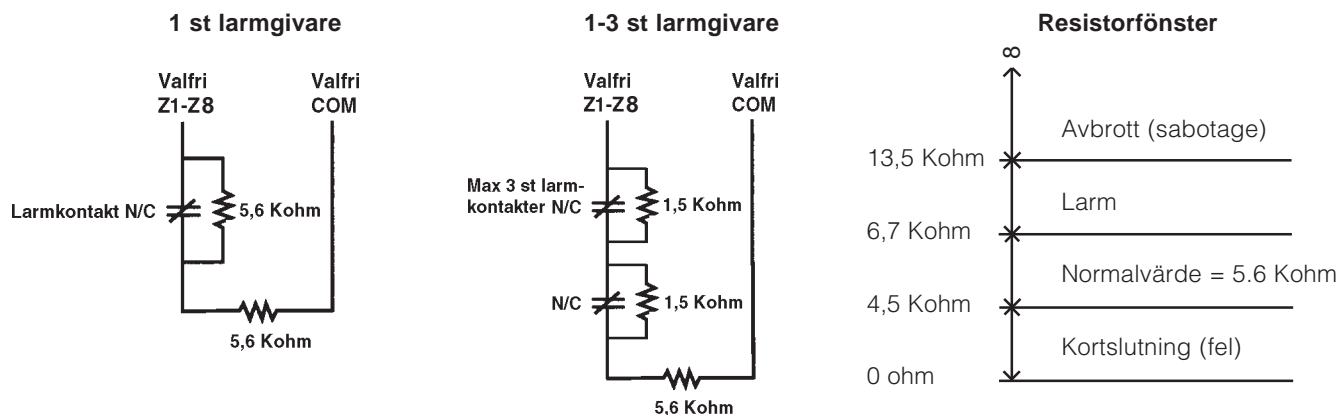 1 st larmgivare
Valfri
Z1-Z8
Valfri
COM
Larmkontakt N/C
5,6 Kohm
5,6 Kohm
1-3 st larmgivare
Valfri
Z1-Z8
Valfri
COM
Max 3 st larm-
kontakter N/C
1,5 Kohm
N/C
1,5 Kohm
5,6 Kohm
Resistorfönster
8
Avbrott (sabotage)
13,5 Kohm
Larm
6,7 Kohm
Normalvärde = 5.6 Kohm
4,5 Kohm
Kortslutning (fel)
0 ohm